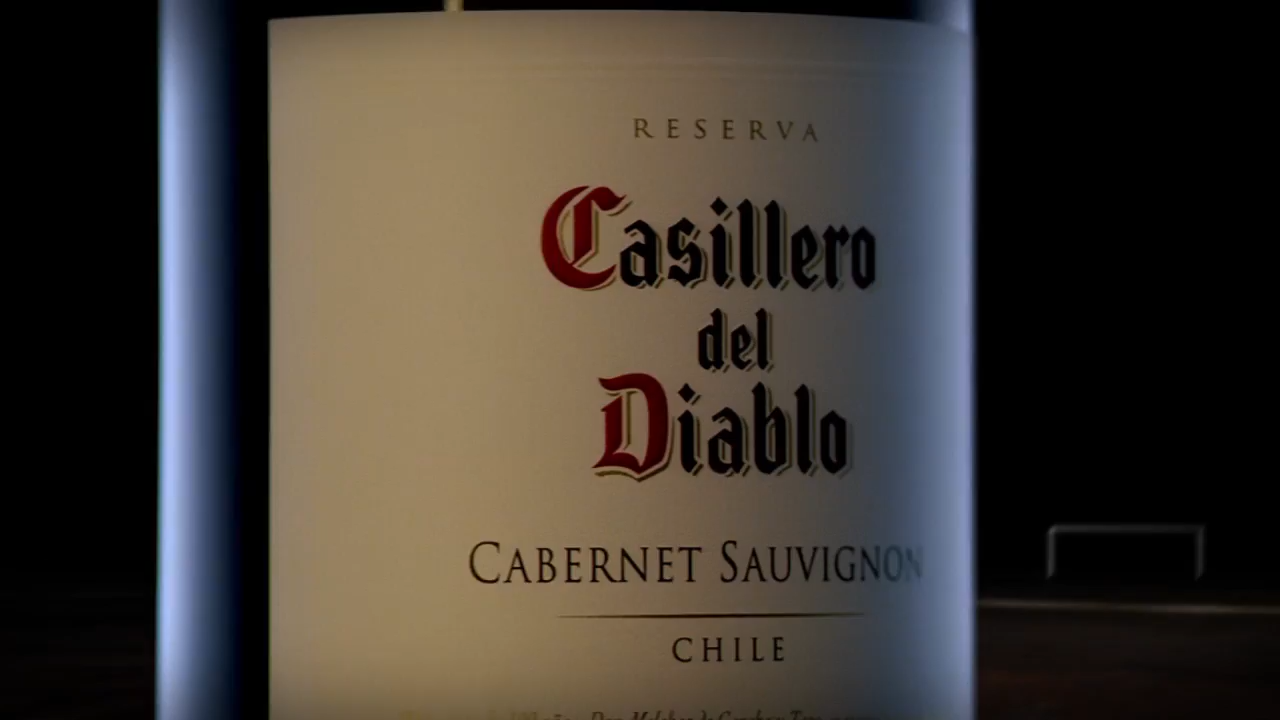 RESERVA
Casillero
del
Diablo
CABERNET SAUVIGNON
CHILE